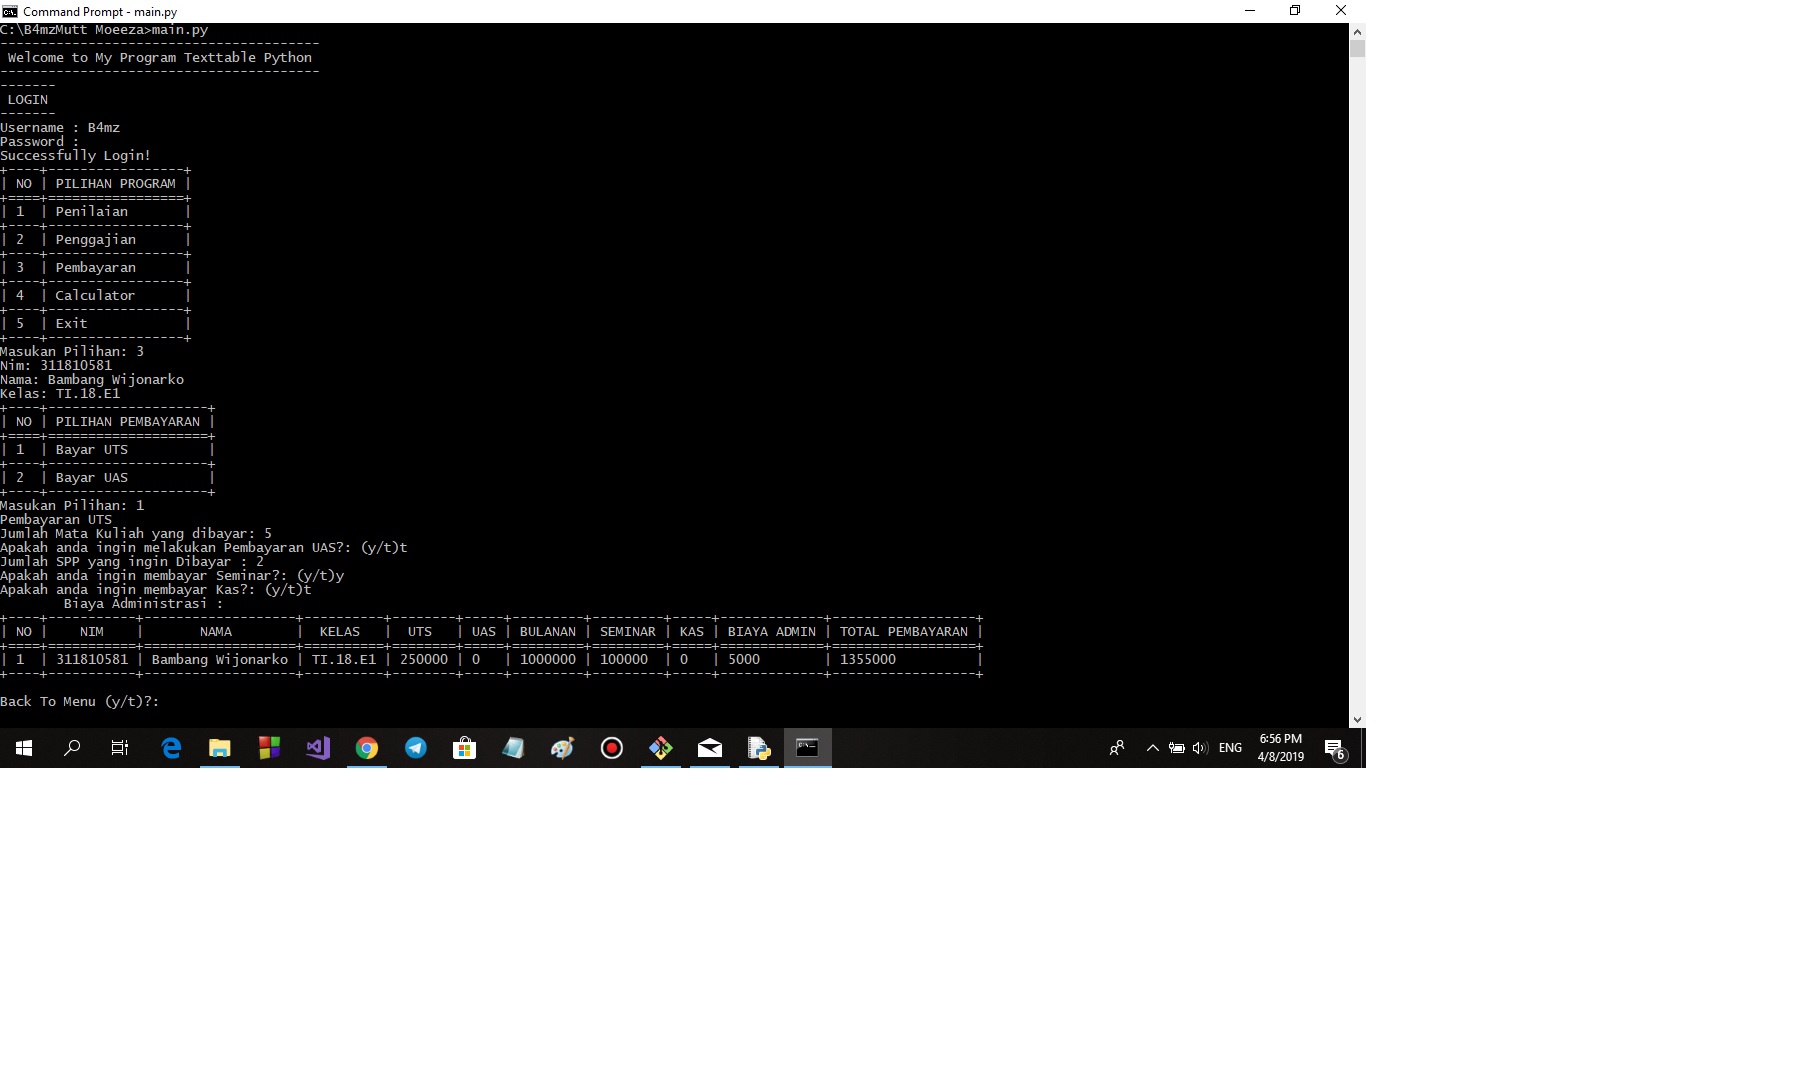 Command Prompt - main.py
C:\B4mzMutt Moeeza>main.py
----------------------------------------
 Welcome to My Program Texttable Python
----------------------------------------
-------
 LOGIN
-------
Username : B4mz
Password :
Successfully Login!
+----+-----------------+
| NO | PILIHAN PROGRAM |
+====+=================+
| 1  | Penilaian       |
+----+-----------------+
| 2  | Penggajian      |
+----+-----------------+
| 3  | Pembayaran      |
+----+-----------------+
| 4  | Calculator      |
+----+-----------------+
| 5  | Exit            |
+----+-----------------+
Masukan Pilihan: 3
Nim: 311810581
Nama: Bambang Wijonarko
Kelas: TI.18.E1
+----+--------------------+
| NO | PILIHAN PEMBAYARAN |
+====+====================+
| 1  | Bayar UTS          |
+----+--------------------+
| 2  | Bayar UAS          |
+----+--------------------+
Masukan Pilihan: 1
Pembayaran UTS
Jumlah Mata Kuliah yang dibayar: 5
Apakah anda ingin melakukan Pembayaran UAS?: (y/t)t
Jumlah SPP yang ingin Dibayar : 2
Apakah anda ingin membayar Seminar?: (y/t)y
Apakah anda ingin membayar Kas?: (y/t)t
        Biaya Administrasi :
+----+-----------+-------------------+----------+--------+-----+---------+---------+-----+-------------+------------------+
| NO |    NIM    |       NAMA        |  KELAS   |  UTS   | UAS | BULANAN | SEMINAR | KAS | BIAYA ADMIN | TOTAL PEMBAYARAN |
+====+===========+===================+==========+========+=====+=========+=========+=====+=============+==================+
| 1  | 311810581 | Bambang Wijonarko | TI.18.E1 | 250000 | 0   | 1000000 | 100000  | 0   | 5000        | 1355000          |
+----+-----------+-------------------+----------+--------+-----+---------+---------+-----+-------------+------------------+
Back To Menu (y/t)?:
ENG
6:56 PM
4/8/2019
6